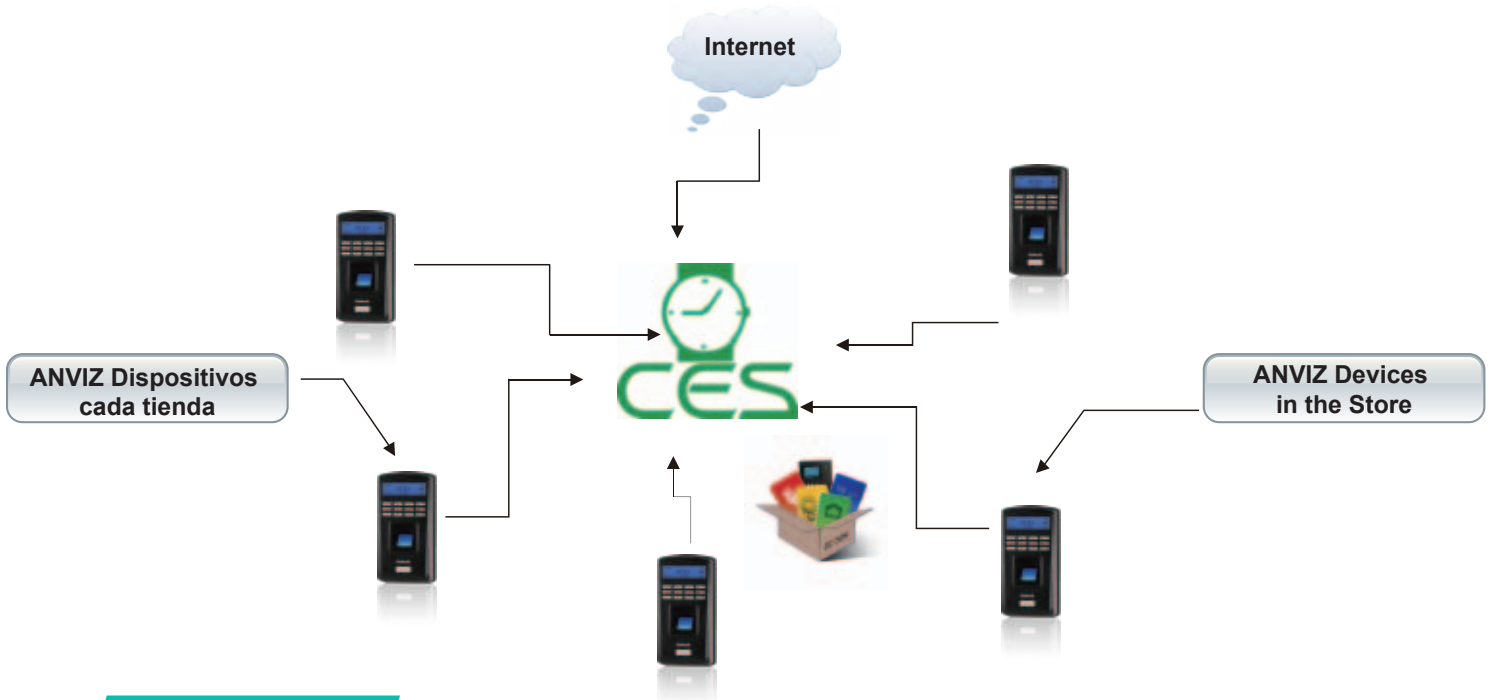 Internet
ANVIZ Dispositivos
cada tienda
CES
ANVIZ Devices
in the Store